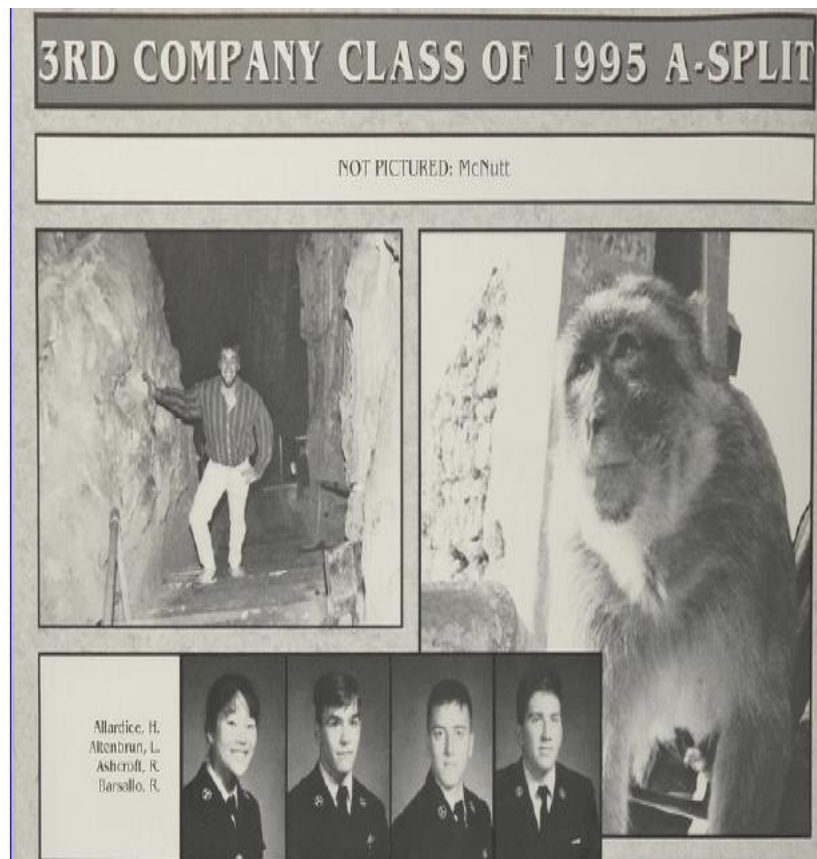 3RD COMPANY CLASS OF 1995 A-SPLIT
NOT PICTURED: McNutt
Allardice, H.
Altenbrun, L.
Ashcroft, R.
Barsallo, R.